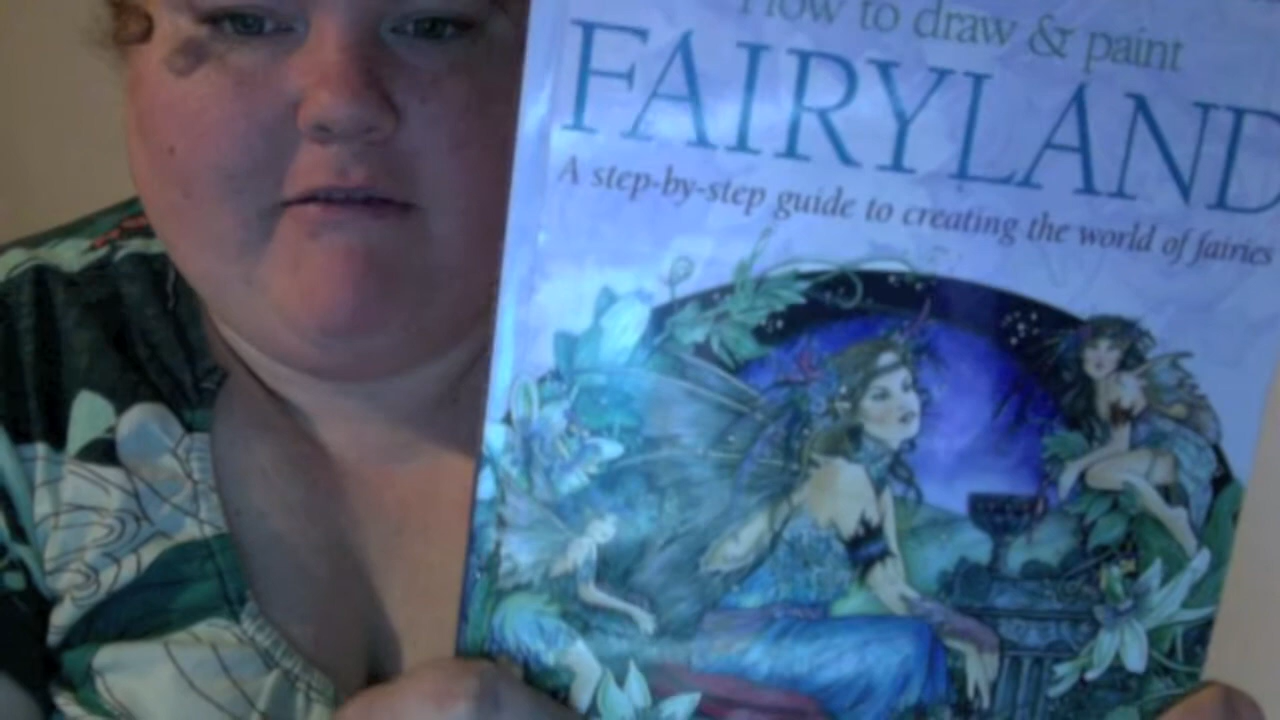 How to draw & paint
FAIRYLAND
A step-by-step guide to creating the world of fairies